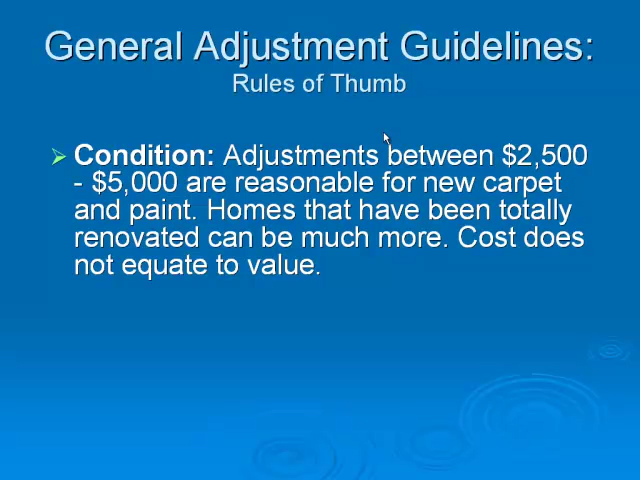 General Adjustment Guidelines:
Rules of Thumb
Condition: Adjustments between $2,500
- $5,000 are reasonable for new carpet
and paint. Homes that have been totally
renovated can be much more. Cost does
not equate to value.